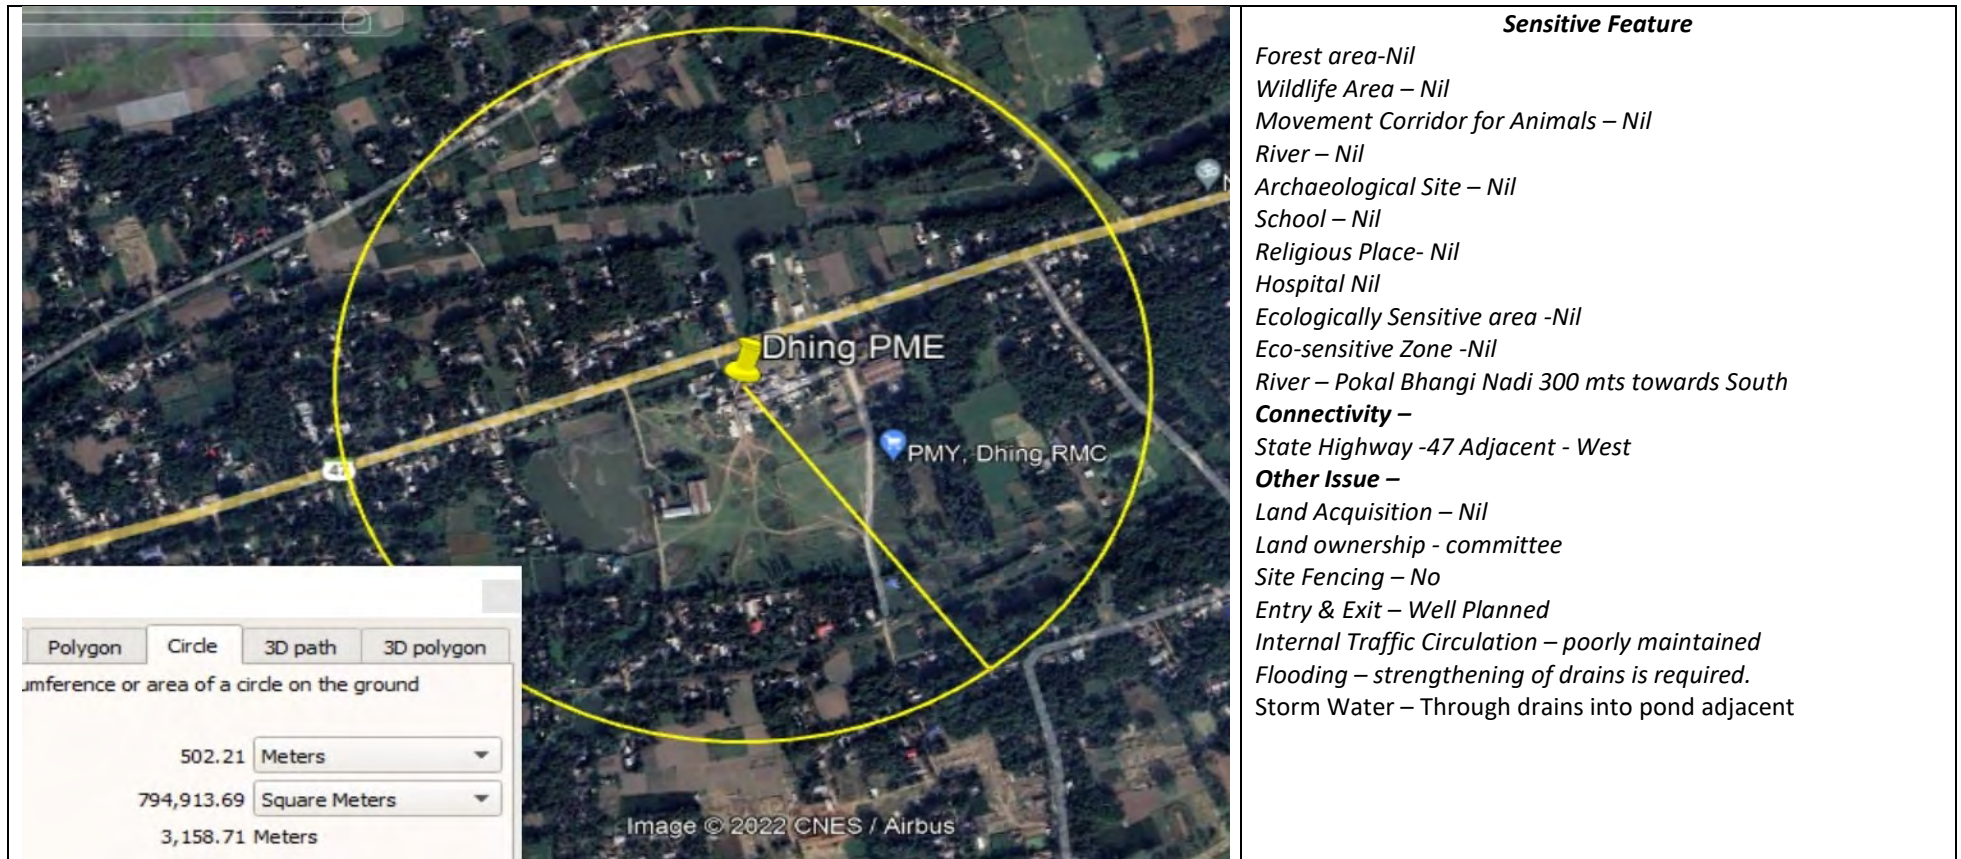 Dhing PME
PMY, Dhing RMC
47
Polygon
Circle
3D path
3D polygon
umference or area of a circle on the ground
502.21 Meters
794,913.69 Square Meters
3,158.71 Meters
Image © 2022 CNES / Airbus
Sensitive Feature
Forest area-Nil
Wildlife Area – Nil
Movement Corridor for Animals – Nil
River – Nil
Archaeological Site – Nil
School – Nil
Religious Place- Nil
Hospital Nil
Ecologically Sensitive area -Nil
Eco-sensitive Zone -Nil
River – Pokal Bhangi Nadi 300 mts towards South
Connectivity –
State Highway -47 Adjacent - West
Other Issue –
Land Acquisition – Nil
Land ownership - committee
Site Fencing – No
Entry & Exit – Well Planned
Internal Traffic Circulation – poorly maintained
Flooding – strengthening of drains is required.
Storm Water – Through drains into pond adjacent